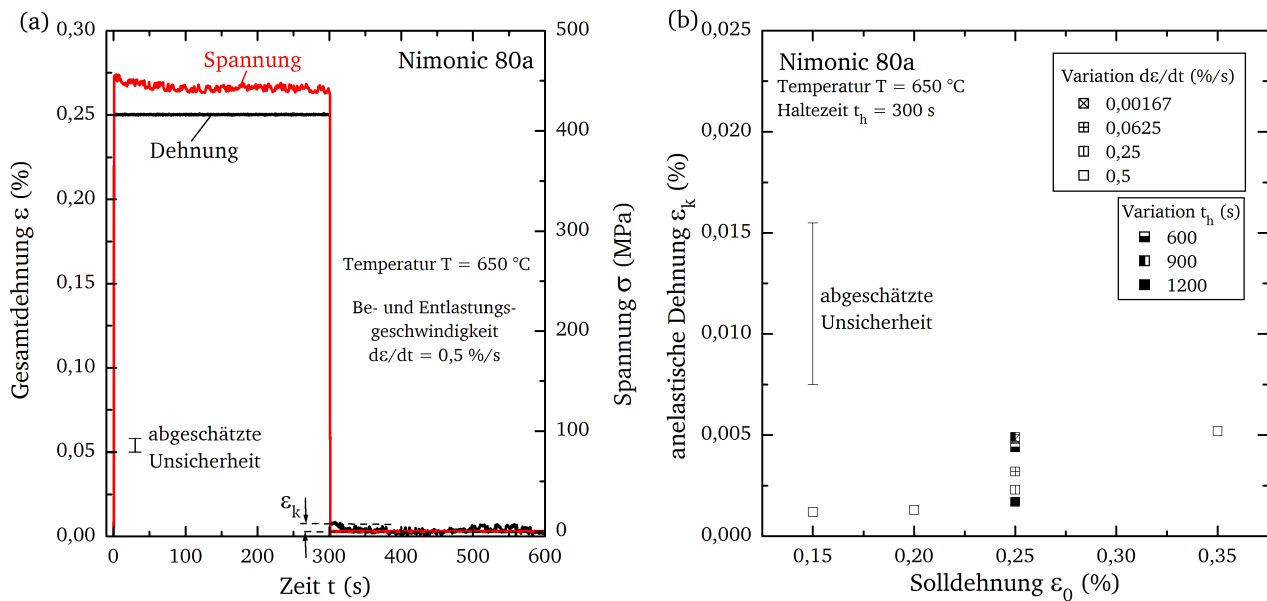 (a)
0,30
0,25
0,20
0,15
0,10
0,05
0,00
Gesamtdehnung ε (%)
0
100
200
300
400
500
600
Zeit t (s)
500
400
300
200
100
0
Spannung σ (MPa)
Spannung
Nimonic 80a
Dehnung
Temperatur T = 650 °C
Be- und Entlastungs-
geschwindigkeit
dε/dt = 0,5 %/s
abgeschätzte
Unsicherheit
εk
(b)
0,025
0,020
0,015
0,010
0,005
0,000
anelastische Dehnung εk (%)
0,15
0,20
0,25
0,30
0,35
Solldehnung ε0 (%)
Nimonic 80a
Temperatur T = 650 °C
Haltezeit th = 300 s
Variation dε/dt (%/s)
0,00167
0,0625
0,25
0,5
Variation th (s)
600
900
1200
abgeschätzte
Unsicherheit